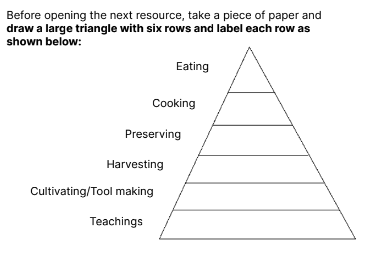 Before opening the next resource, take a piece of paper and
draw a large triangle with six rows and label each row as
shown below:
Eating
Cooking
Preserving
Harvesting
Cultivating/Tool making
Teachings